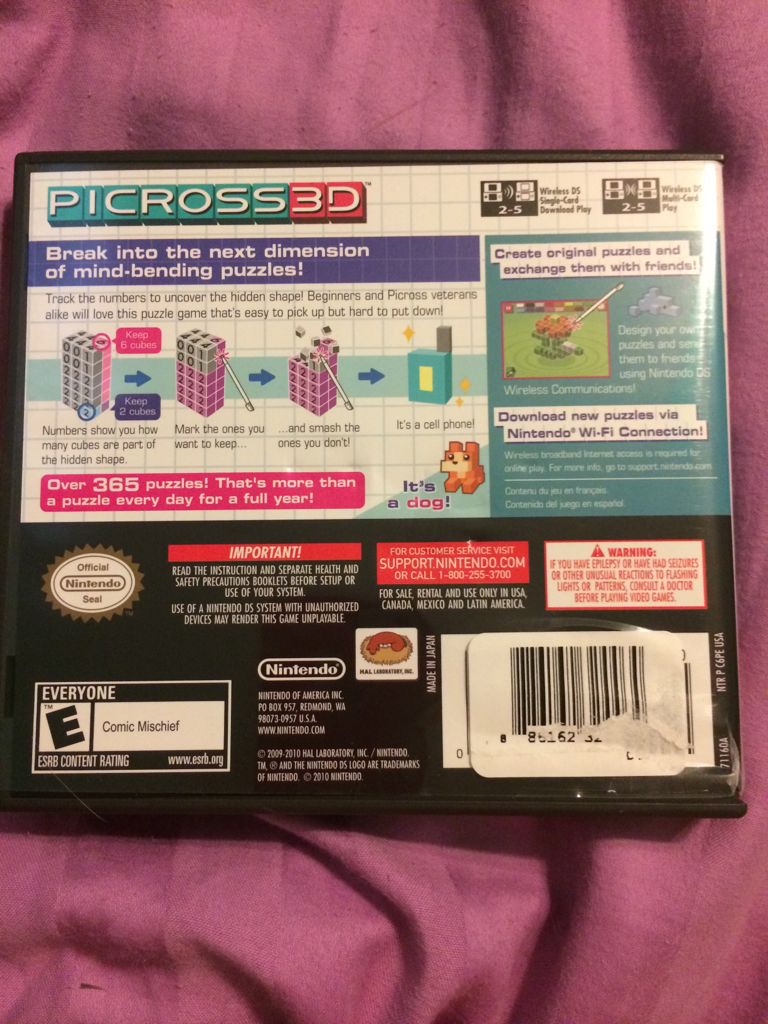 PICROSS3D™
2-5
Wireless DS
Single-Card
Download Play
2-5
Wireless DS
Multi-Card
Play
Break into the next dimension
of mind-bending puzzles!
Track the numbers to uncover the hidden shape! Beginners and Picross veterans
alike will love this puzzle game that's easy to pick up but hard to put down!
Keep
6 cubes
Keep
2 cubes
Numbers show you how
many cubes are part of
the hidden shape.
Mark the ones you
want to keep...
...and smash the
ones you don't!
It's a cell phone!
Over 365 puzzles! That's more than
a puzzle every day for a full year!
It's
a dog!
Create original puzzles and
exchange them with friends!
Design your own
puzzles and send
them to friends
using Nintendo DS
Wireless Communications!
Download new puzzles via
Nintendo® Wi-Fi Connection!
Wireless broadband Internet access is required for
online play. For more info, go to support.nintendo.com
Contenu du jeu en français.
Contenido del juego en español.
Official
Nintendo
Seal
IMPORTANT!
READ THE INSTRUCTION AND SEPARATE HEALTH AND
SAFETY PRECAUTIONS BOOKLETS BEFORE SETUP OR
USE OF YOUR SYSTEM.
USE OF A NINTENDO DS SYSTEM WITH UNAUTHORIZED
DEVICES MAY RENDER THIS GAME UNPLAYABLE.
FOR CUSTOMER SERVICE VISIT
SUPPORT.NINTENDO.COM
OR CALL 1-800-255-3700
FOR SALE, RENTAL AND USE ONLY IN USA,
CANADA, MEXICO AND LATIN AMERICA.
WARNING:
IF YOU HAVE EPILEPSY OR HAVE HAD SEIZURES
OR OTHER UNUSUAL REACTIONS TO FLASHING
LIGHTS OR PATTERNS, CONSULT A DOCTOR
BEFORE PLAYING VIDEO GAMES.
EVERYONE
E™
Comic Mischief
ESRB CONTENT RATING www.esrb.org
Nintendo®
HAL LABORATORY, INC.
NINTENDO OF AMERICA INC.
PO BOX 957, REDMOND, WA
98073-0957 U.S.A.
WWW.NINTENDO.COM
© 2009-2010 HAL LABORATORY, INC. / NINTENDO.
TM, ® AND THE NINTENDO DS LOGO ARE TRADEMARKS
OF NINTENDO. © 2010 NINTENDO.
MADE IN JAPAN
NTR P C6PE USA
71160A